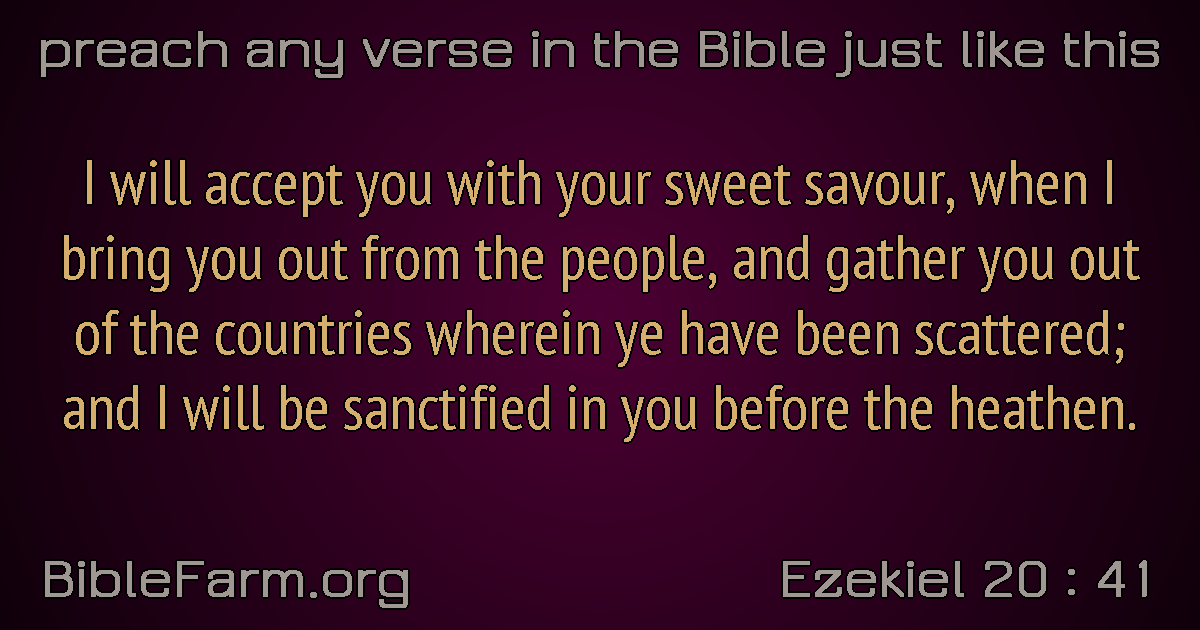 preach any verse in the Bible just like this
I will accept you with your sweet savour, when I
bring you out from the people, and gather you out
of the countries wherein ye have been scattered;
and I will be sanctified in you before the heathen.
BibleFarm.org
Ezekiel 20 : 41